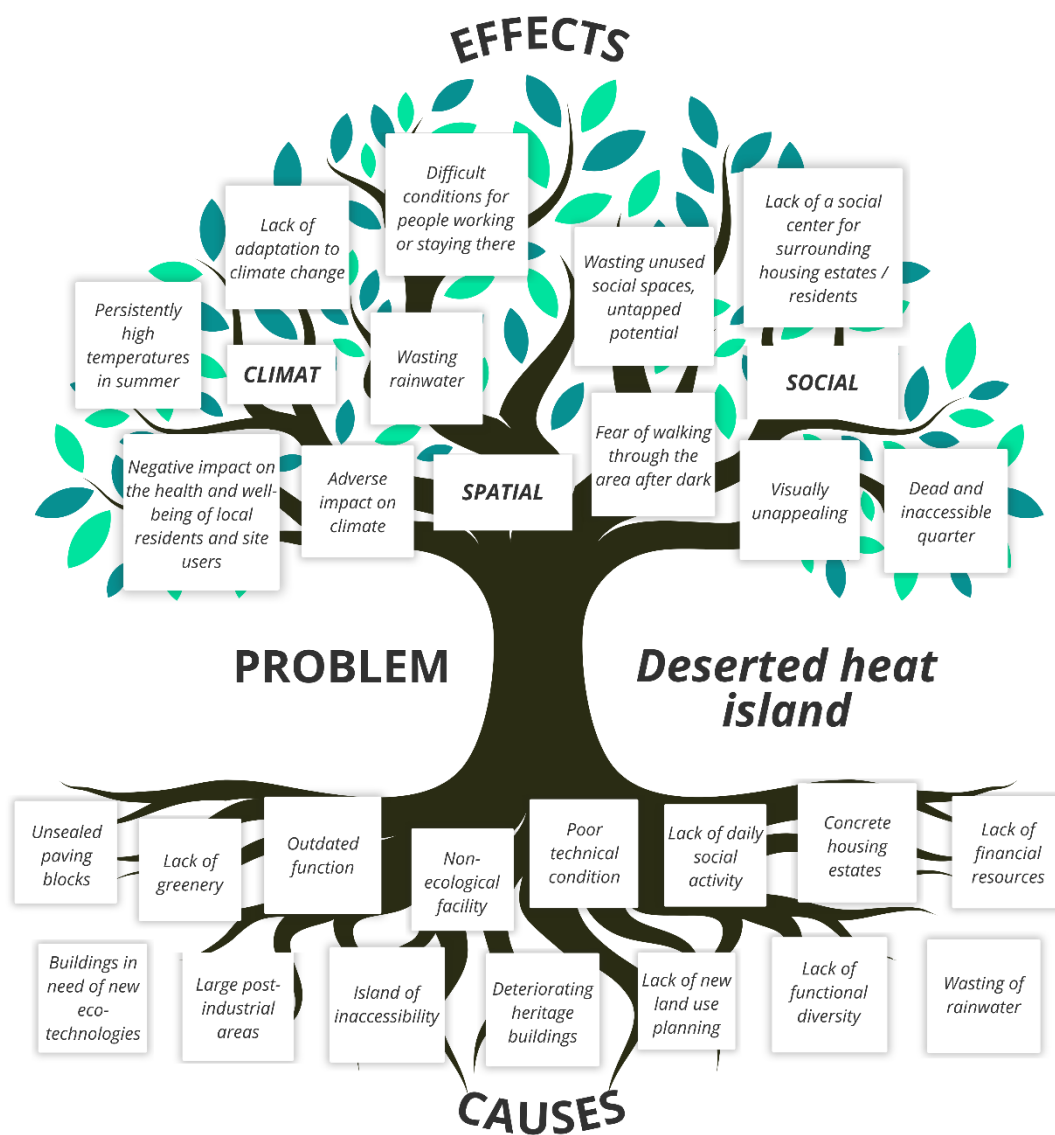 EFFECTS
Difficult
conditions for
people working
or staying there
Lack of
adaptation to
climate change
Lack of a social
center for
surrounding
housing estates /
residents
Wasting unused
social spaces,
untapped
potential
Persistently
high
temperatures
in summer
CLIMAT
Wasting
rainwater
SOCIAL
Fear of walking
through the
area after dark
Negative impact on
the health and well-
being of local
residents and site
users
Adverse
impact on
climate
SPATIAL
Visually
unappealing
Dead and
inaccessible
quarter
PROBLEM
Deserted heat
island
Unsealed
paving
blocks
Lack of
greenery
Outdated
function
Non-
ecological
facility
Poor
technical
condition
Lack of daily
social
activity
Concrete
housing
estates
Lack of
financial
resources
Buildings in
need of new
eco-
technologies
Large post-
industrial
areas
Island of
inaccessibility
Deteriorating
heritage
buildings
Lack of new
land use
planning
Lack of
functional
diversity
Wasting of
rainwater
CAUSES